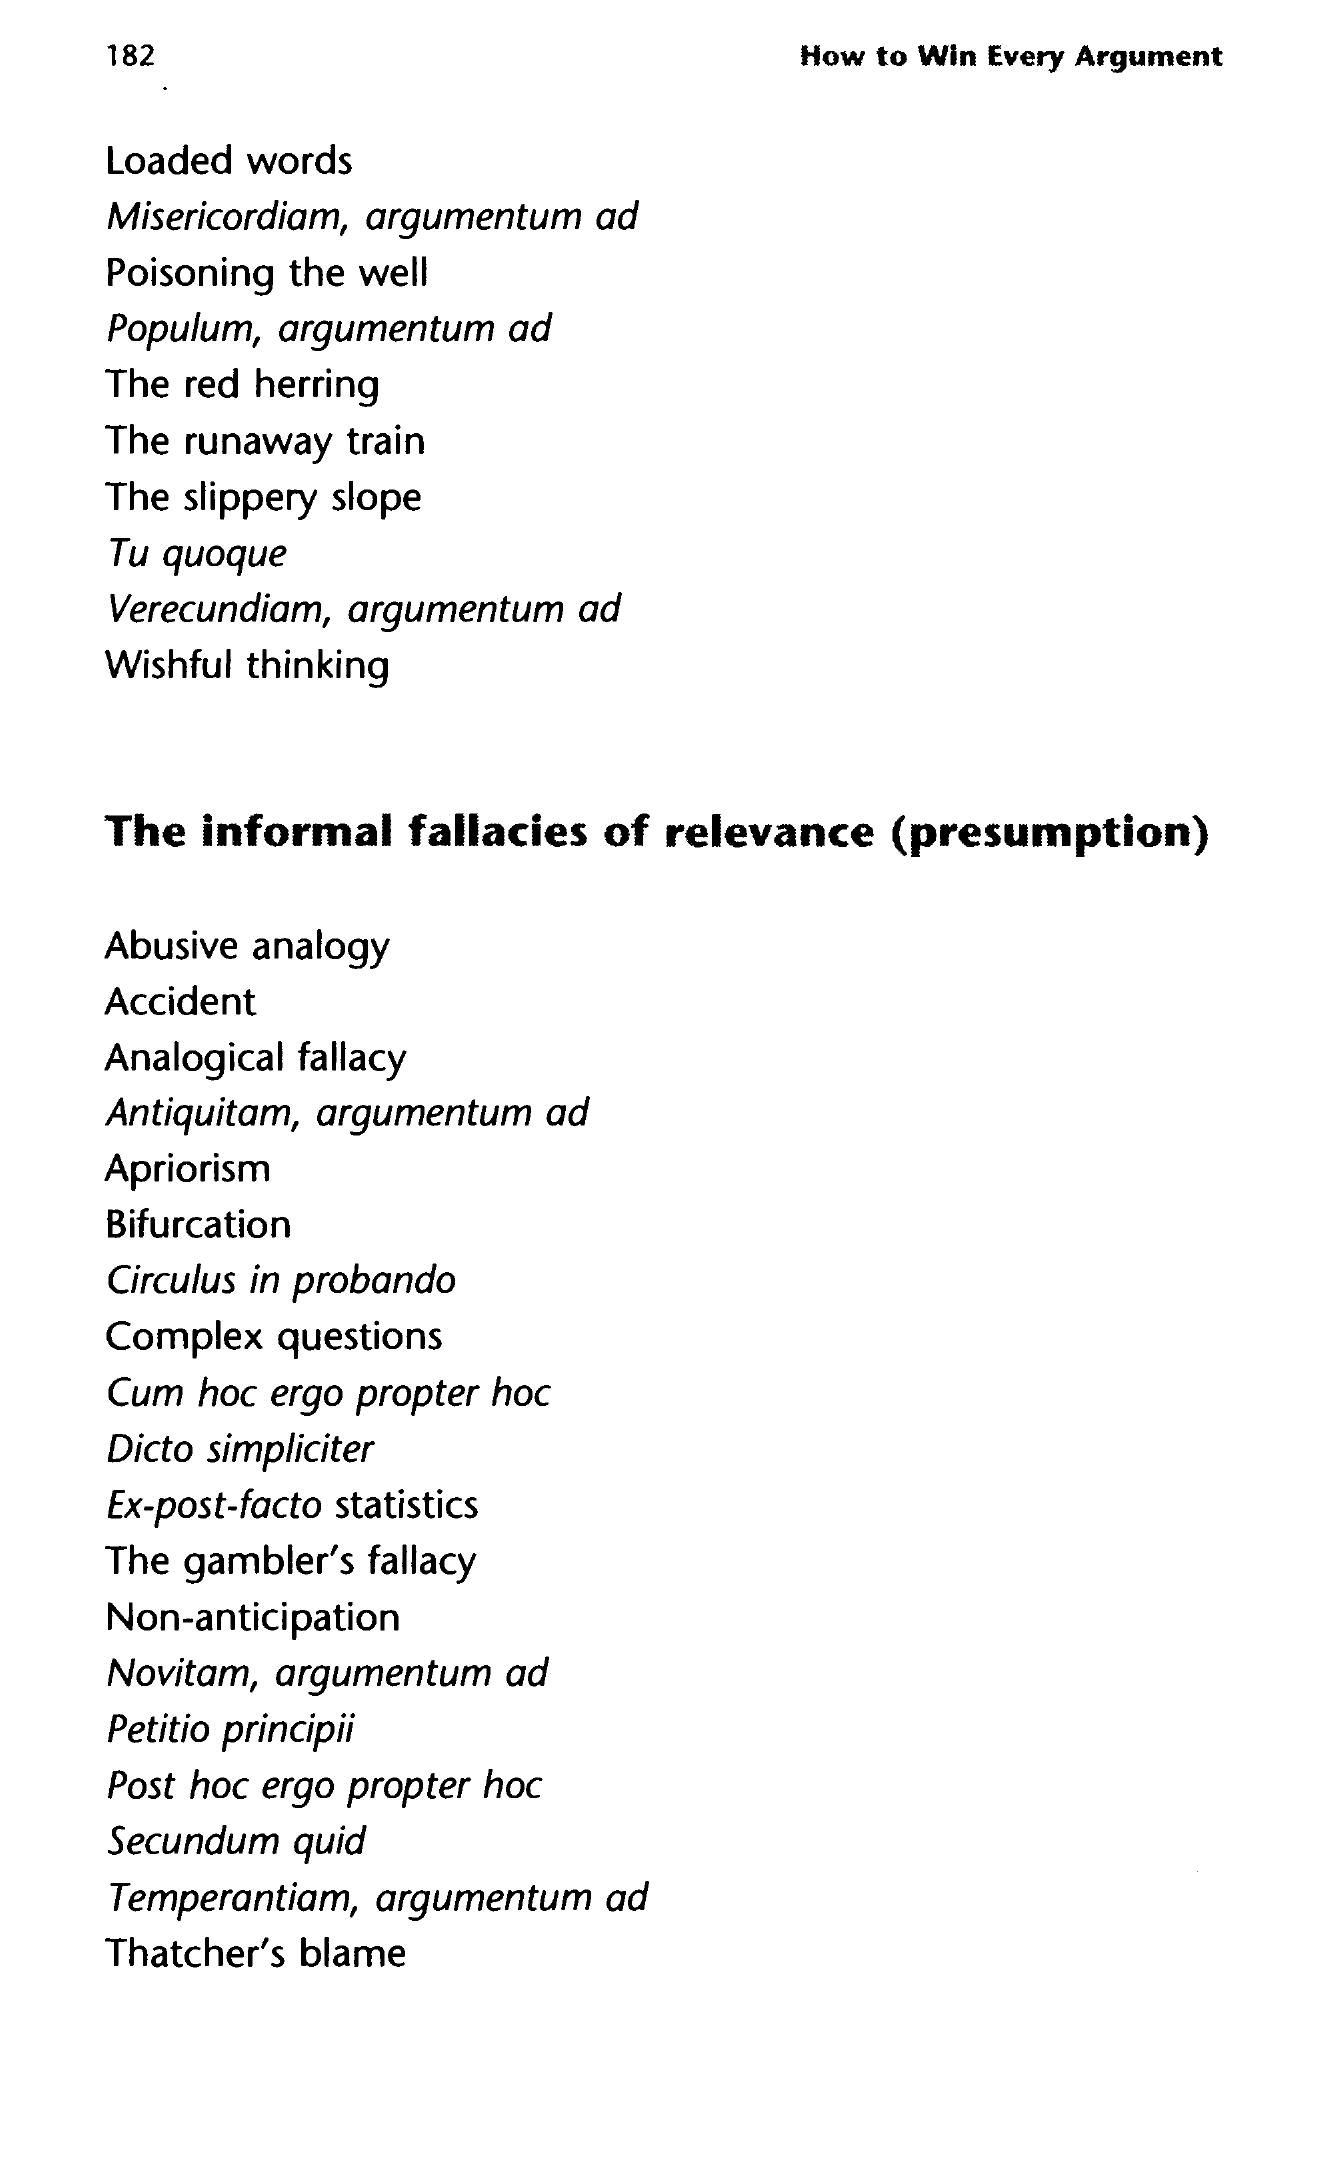 182 How to Win Every Argument
Loaded words
Misericordiam, argumentum ad
Poisoning the well
Populum, argumentum ad
The red herring
The runaway train
The slippery slope
Tu quoque
Verecundiam, argumentum ad
Wishful thinking
The informal fallacies of relevance (presumption)
Abusive analogy
Accident
Analogical fallacy
Antiquitam, argumentum ad
Apriorism
Bifurcation
Circulus in probando
Complex questions
Cum hoc ergo propter hoc
Dicto simpliciter
Ex-post-facto statistics
The gambler's fallacy
Non-anticipation
Novitam, argumentum ad
Petitio principii
Post hoc ergo propter hoc
Secundum quid
Temperantiam, argumentum ad
Thatcher's blame